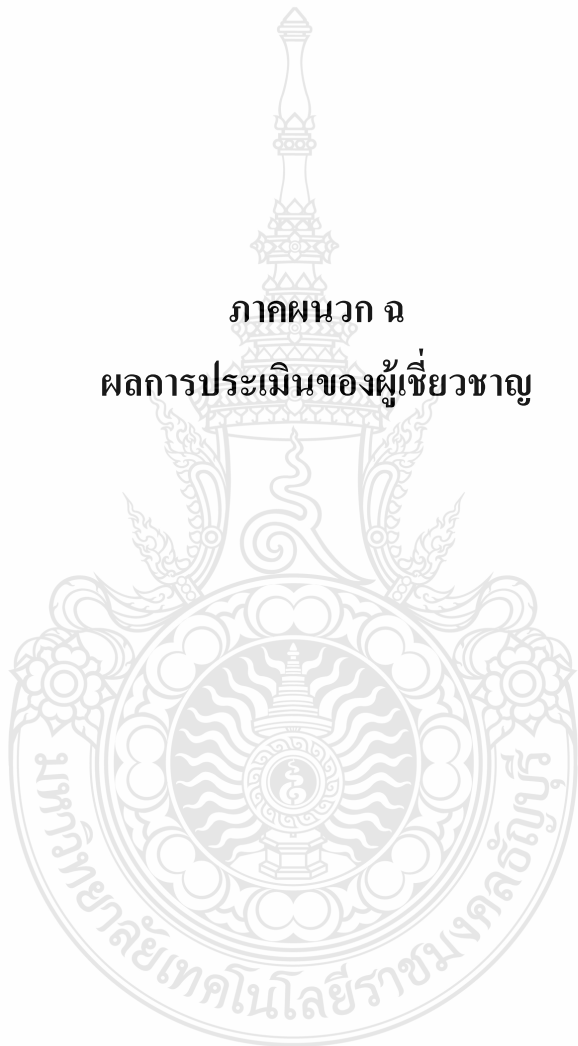 ภาคผนวก ฉ
ผลการประเมินของผู้เชี่ยวชาญ
มหาวิทยาลัยเทคโนโลยีราชมงคลธัญบุรี